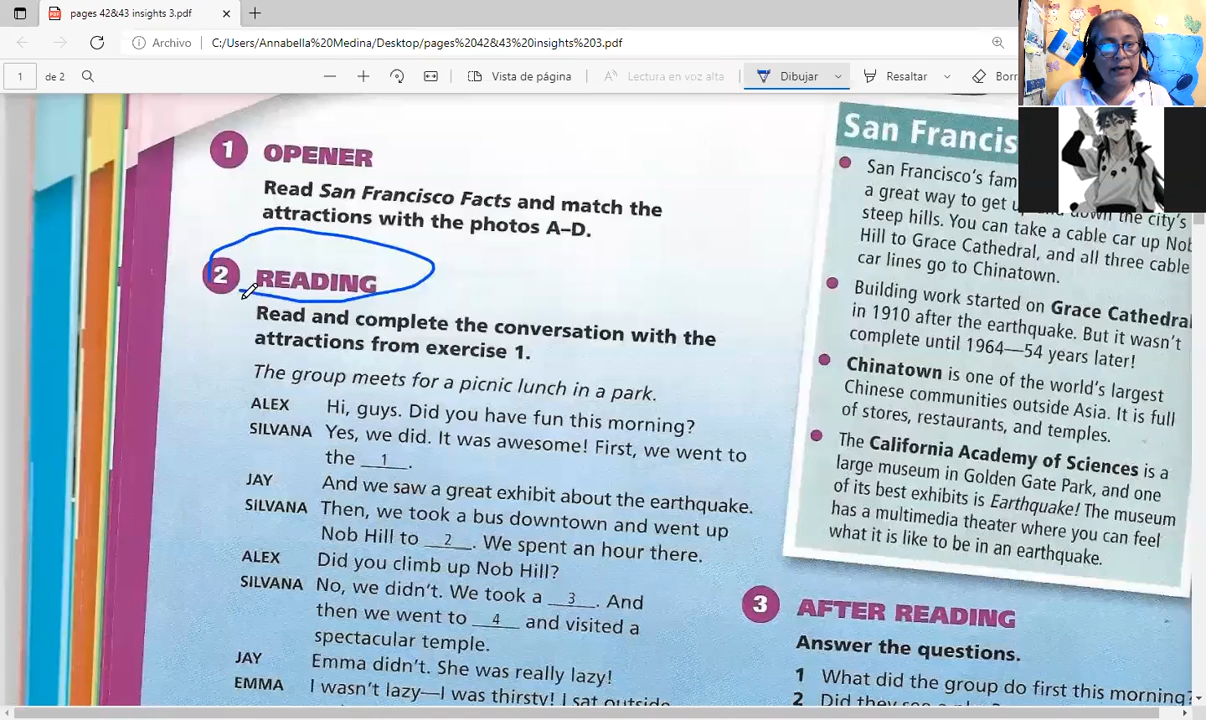 pages 42&43 insights 3.pdf
Archivo
C:/Users/Annabella%20Medina/Desktop/pages%2042&43%20insights%203.pdf
1
de 2
Vista de página
Lectura en voz alta
Dibujar
Resaltar
Borr
1 OPENER
Read San Francisco Facts and match the
attractions with the photos A–D.
2 READING
Read and complete the conversation with the
attractions from exercise 1.
The group meets for a picnic lunch in a park.
ALEX Hi, guys. Did you have fun this morning?
SILVANA Yes, we did. It was awesome! First, we went to
the __1__.
JAY And we saw a great exhibit about the earthquake.
SILVANA Then, we took a bus downtown and went up
Nob Hill to __2__. We spent an hour there.
ALEX Did you climb up Nob Hill?
SILVANA No, we didn't. We took a __3__. And
then we went to __4__ and visited a
spectacular temple.
JAY Emma didn't. She was really lazy!
EMMA I wasn't lazy—I was thirsty! I sat outside
San Francis
San Francisco's fam
a great way to get up and down the city's
steep hills. You can take a cable car up Nob
Hill to Grace Cathedral, and all three cable
car lines go to Chinatown.
Building work started on Grace Cathedral
in 1910 after the earthquake. But it wasn't
complete until 1964—54 years later!
Chinatown is one of the world's largest
Chinese communities outside Asia. It is full
of stores, restaurants, and temples.
The California Academy of Sciences is a
large museum in Golden Gate Park, and one
of its best exhibits is Earthquake! The museum
has a multimedia theater where you can feel
what it is like to be in an earthquake.
3 AFTER READING
Answer the questions.
1 What did the group do first this morning?
2 Did they see a